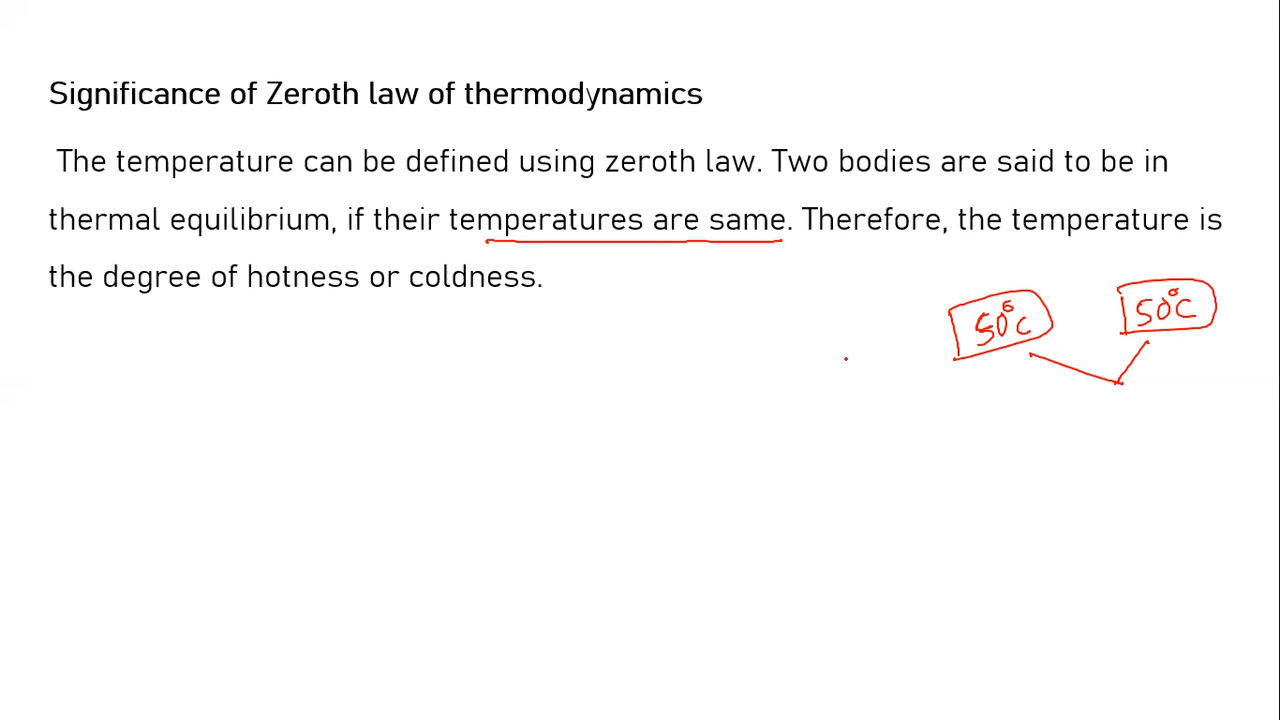 Significance of Zeroth law of thermodynamics
The temperature can be defined using zeroth law. Two bodies are said to be in
thermal equilibrium, if their temperatures are same. Therefore, the temperature is
the degree of hotness or coldness.
50°C
50°C